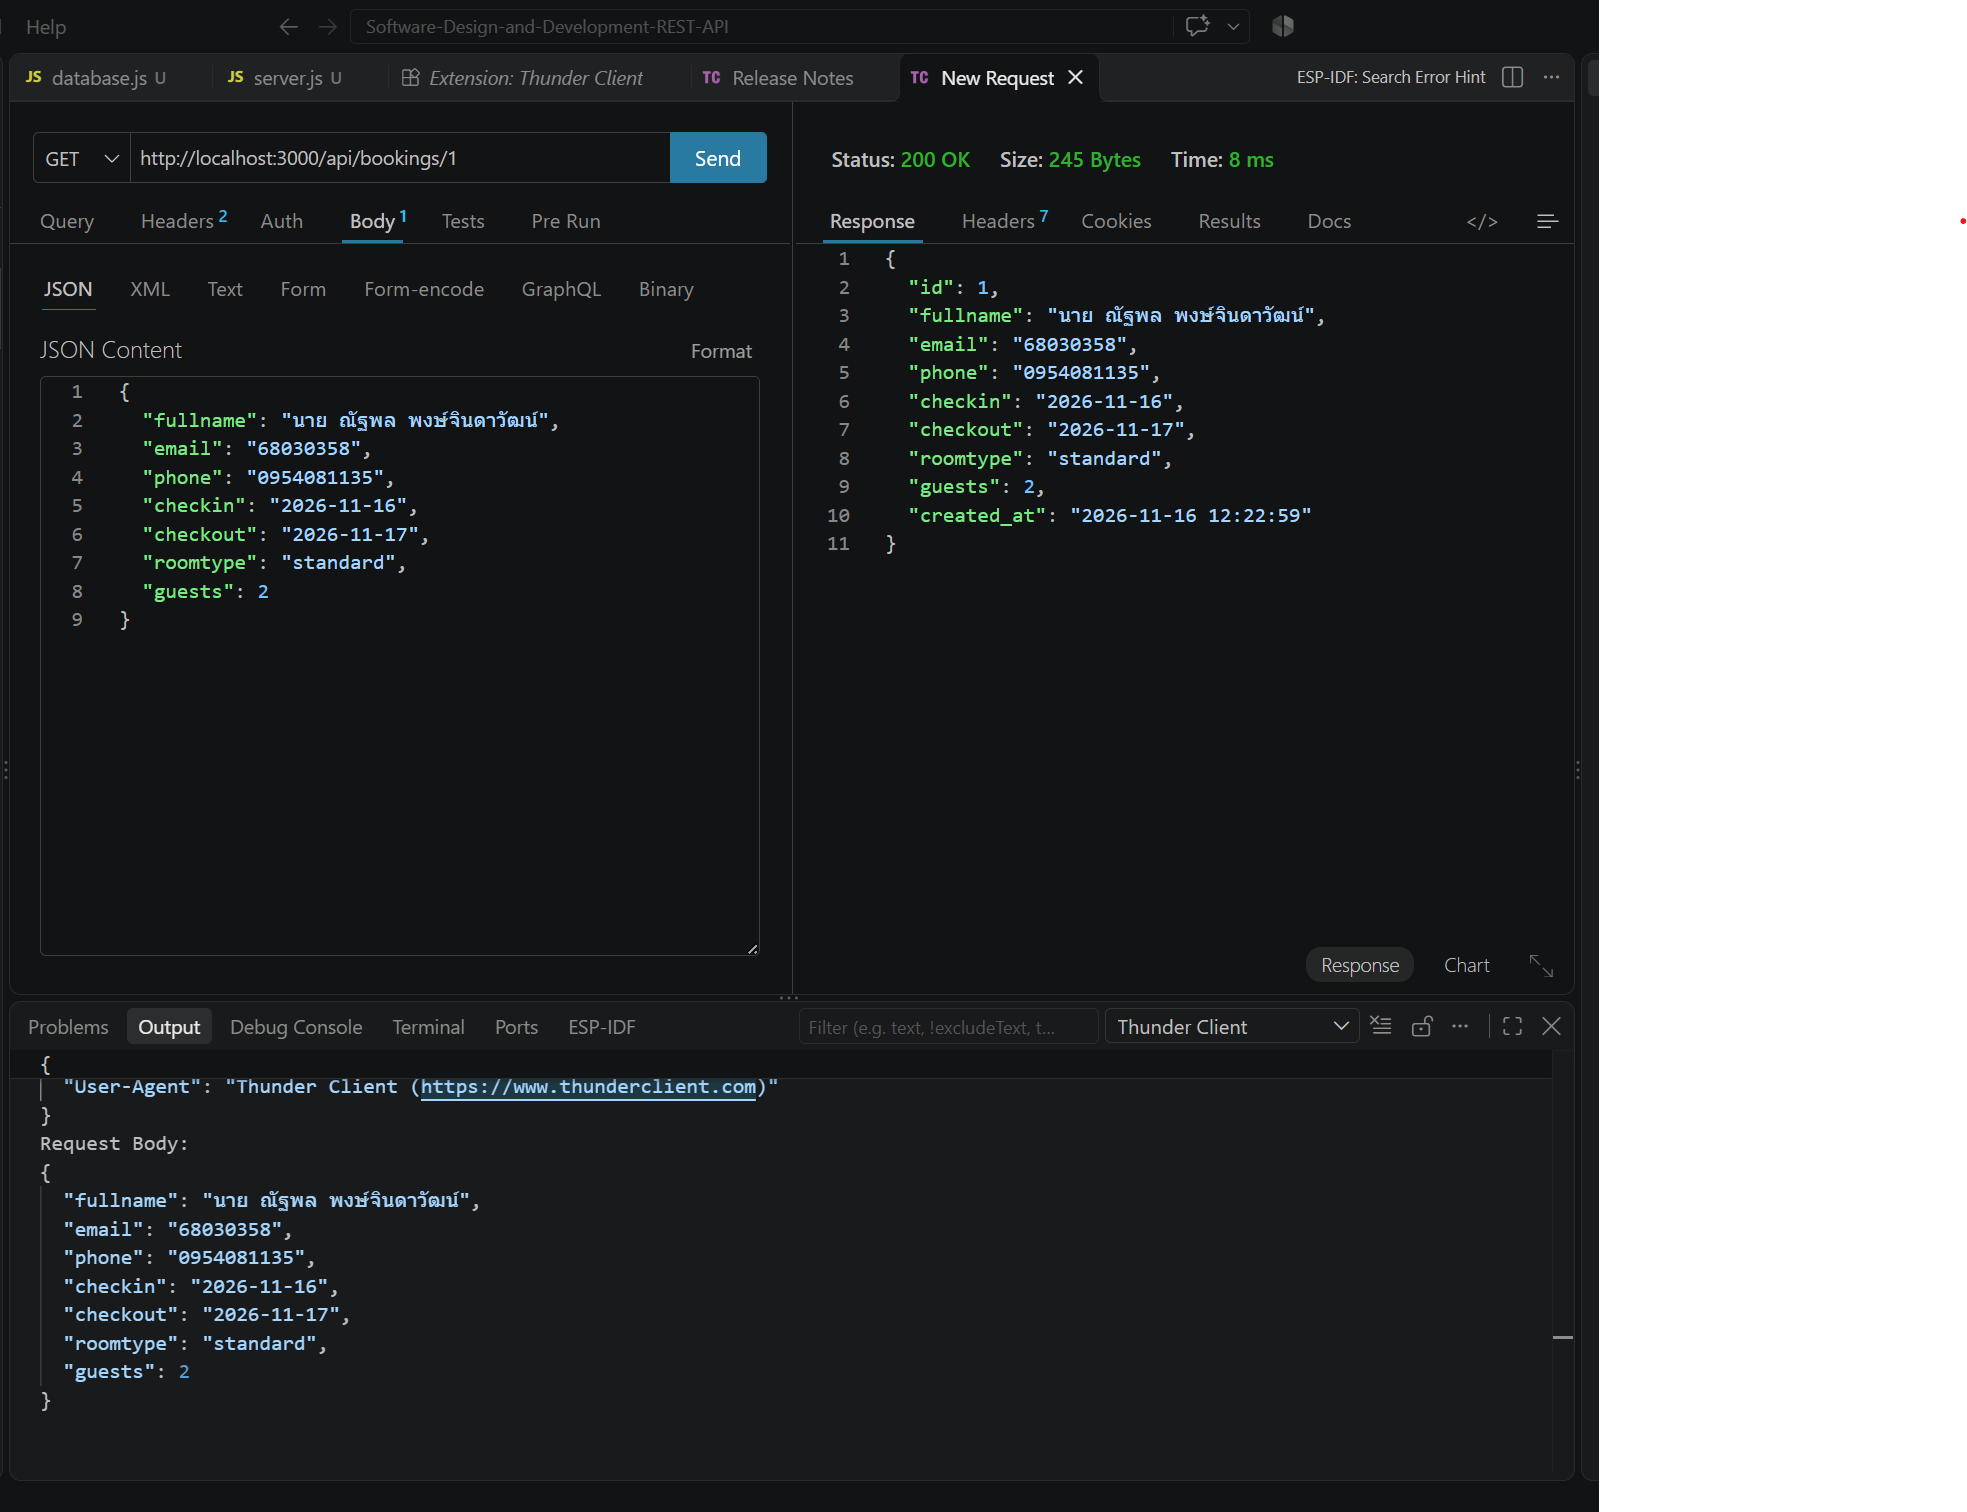 Help
Software-Design-and-Development-REST-API
JS database.js U
JS server.js U
Extension: Thunder Client
TC Release Notes
TC New Request
ESP-IDF: Search Error Hint
GET
http://localhost:3000/api/bookings/1
Send
Query
Headers 2
Auth
Body 1
Tests
Pre Run
JSON
XML
Text
Form
Form-encode
GraphQL
Binary
JSON Content
Format
1 {
2 "fullname": "นาย ณัฐพล พงษ์จินดาวัฒน์",
3 "email": "68030358",
4 "phone": "0954081135",
5 "checkin": "2026-11-16",
6 "checkout": "2026-11-17",
7 "roomtype": "standard",
8 "guests": 2
9 }
Status: 200 OK Size: 245 Bytes Time: 8 ms
Response
Headers 7
Cookies
Results
Docs
</>
1 {
2 "id": 1,
3 "fullname": "นาย ณัฐพล พงษ์จินดาวัฒน์",
4 "email": "68030358",
5 "phone": "0954081135",
6 "checkin": "2026-11-16",
7 "checkout": "2026-11-17",
8 "roomtype": "standard",
9 "guests": 2,
10 "created_at": "2026-11-16 12:22:59"
11 }
Response
Chart
Problems
Output
Debug Console
Terminal
Ports
ESP-IDF
Filter (e.g. text, !excludeText, t...
Thunder Client
{
"User-Agent": "Thunder Client (https://www.thunderclient.com)"
}
Request Body:
{
"fullname": "นาย ณัฐพล พงษ์จินดาวัฒน์",
"email": "68030358",
"phone": "0954081135",
"checkin": "2026-11-16",
"checkout": "2026-11-17",
"roomtype": "standard",
"guests": 2
}